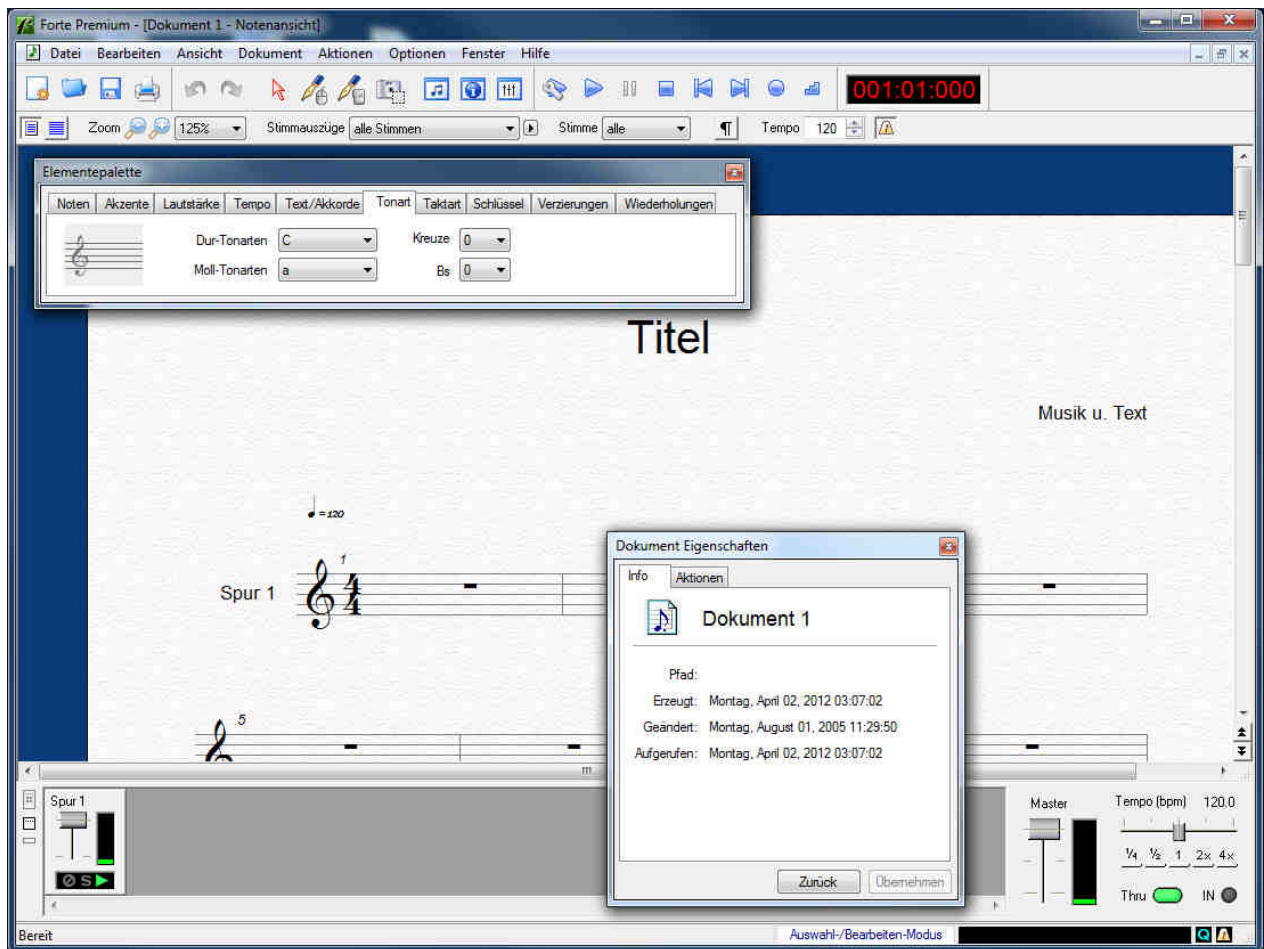 Forte Premium - [Dokument 1 - Notenansicht]
Datei Bearbeiten Ansicht Dokument Aktionen Optionen Fenster Hilfe
001:01:000
Zoom 125% Stimmauszüge alle Stimmen Stimme alle ¶ Tempo 120
Elementepalette
Noten Akzente Lautstärke Tempo Text/Akkorde Tonart Taktart Schlüssel Verzierungen Wiederholungen
Dur-Tonarten C Kreuze 0
Moll-Tonarten a Bs 0
Titel
Musik u. Text
=120
1
Spur 1 4 4
5
Dokument Eigenschaften
Info Aktionen
Dokument 1
Pfad:
Erzeugt: Montag, April 02, 2012 03:07:02
Geändert: Montag, August 01, 2005 11:29:50
Aufgerufen: Montag, April 02, 2012 03:07:02
Zurück Übernehmen
Spur 1
S
Master Tempo (bpm) 120.0
¼ ½ 1 2x 4x
Thru IN
Bereit Auswahl-/Bearbeiten-Modus Q